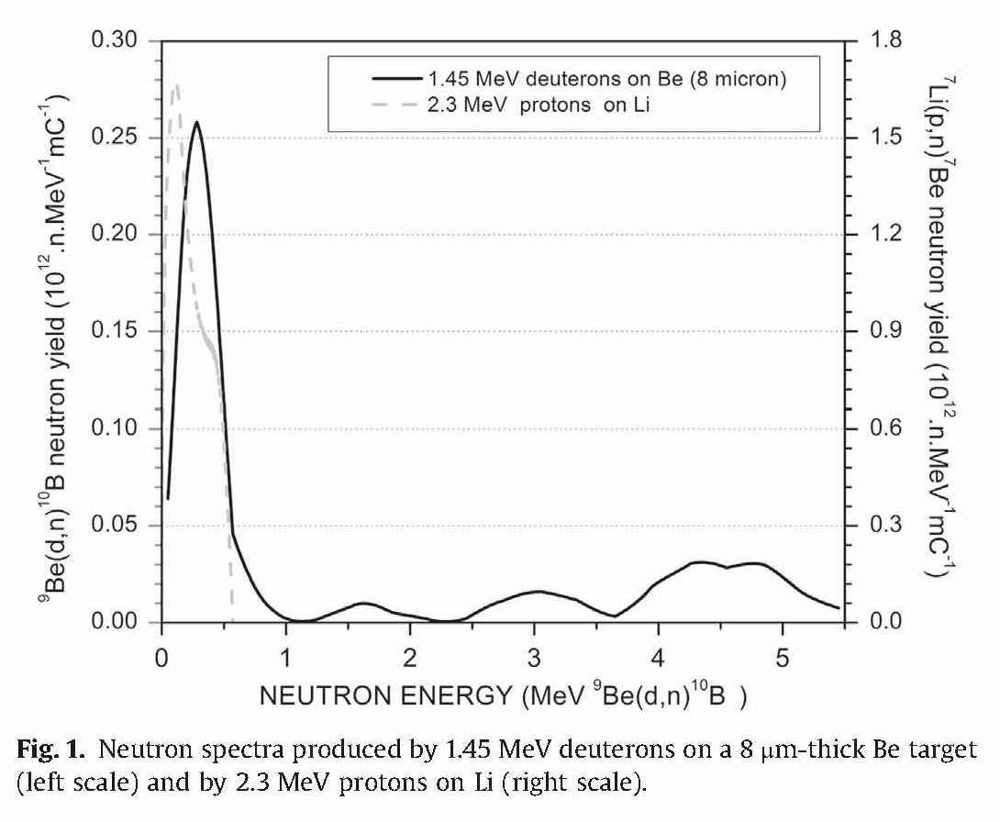 0.30
0.25
0.20
0.15
0.10
0.05
0.00
⁹Be(d,n)¹⁰B neutron yield (10¹².n.MeV⁻¹mC⁻¹)
1.45 MeV deuterons on Be (8 micron)
2.3 MeV protons on Li
1.8
1.5
1.2
0.9
0.6
0.3
0.0
⁷Li(p,n)⁷Be neutron yield (10¹².n.MeV⁻¹mC⁻¹)
0 1 2 3 4 5
NEUTRON ENERGY (MeV ⁹Be(d,n)¹⁰B )
Fig. 1. Neutron spectra produced by 1.45 MeV deuterons on a 8 μm-thick Be target
(left scale) and by 2.3 MeV protons on Li (right scale).